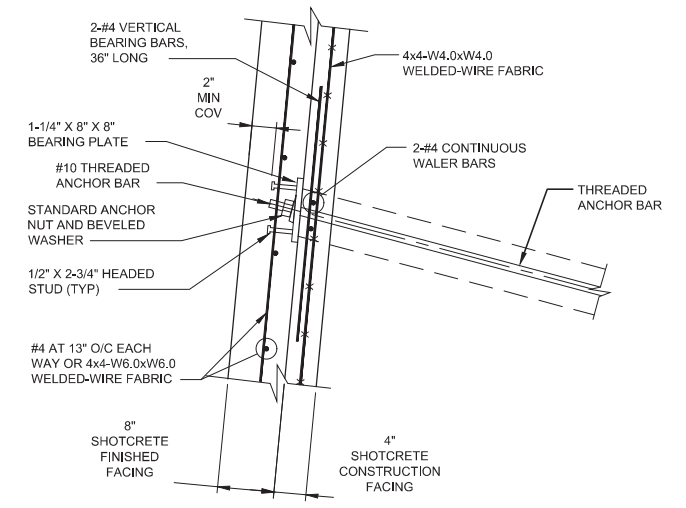 2-#4 VERTICAL
BEARING BARS,
36" LONG
2"
MIN
COV
4x4-W4.0xW4.0
WELDED-WIRE FABRIC
1-1/4" X 8" X 8"
BEARING PLATE
2-#4 CONTINUOUS
WALER BARS
#10 THREADED
ANCHOR BAR
THREADED
ANCHOR BAR
STANDARD ANCHOR
NUT AND BEVELED
WASHER
1/2" X 2-3/4" HEADED
STUD (TYP)
#4 AT 13" O/C EACH
WAY OR 4x4-W6.0xW6.0
WELDED-WIRE FABRIC
8"
SHOTCRETE
FINISHED
FACING
4"
SHOTCRETE
CONSTRUCTION
FACING